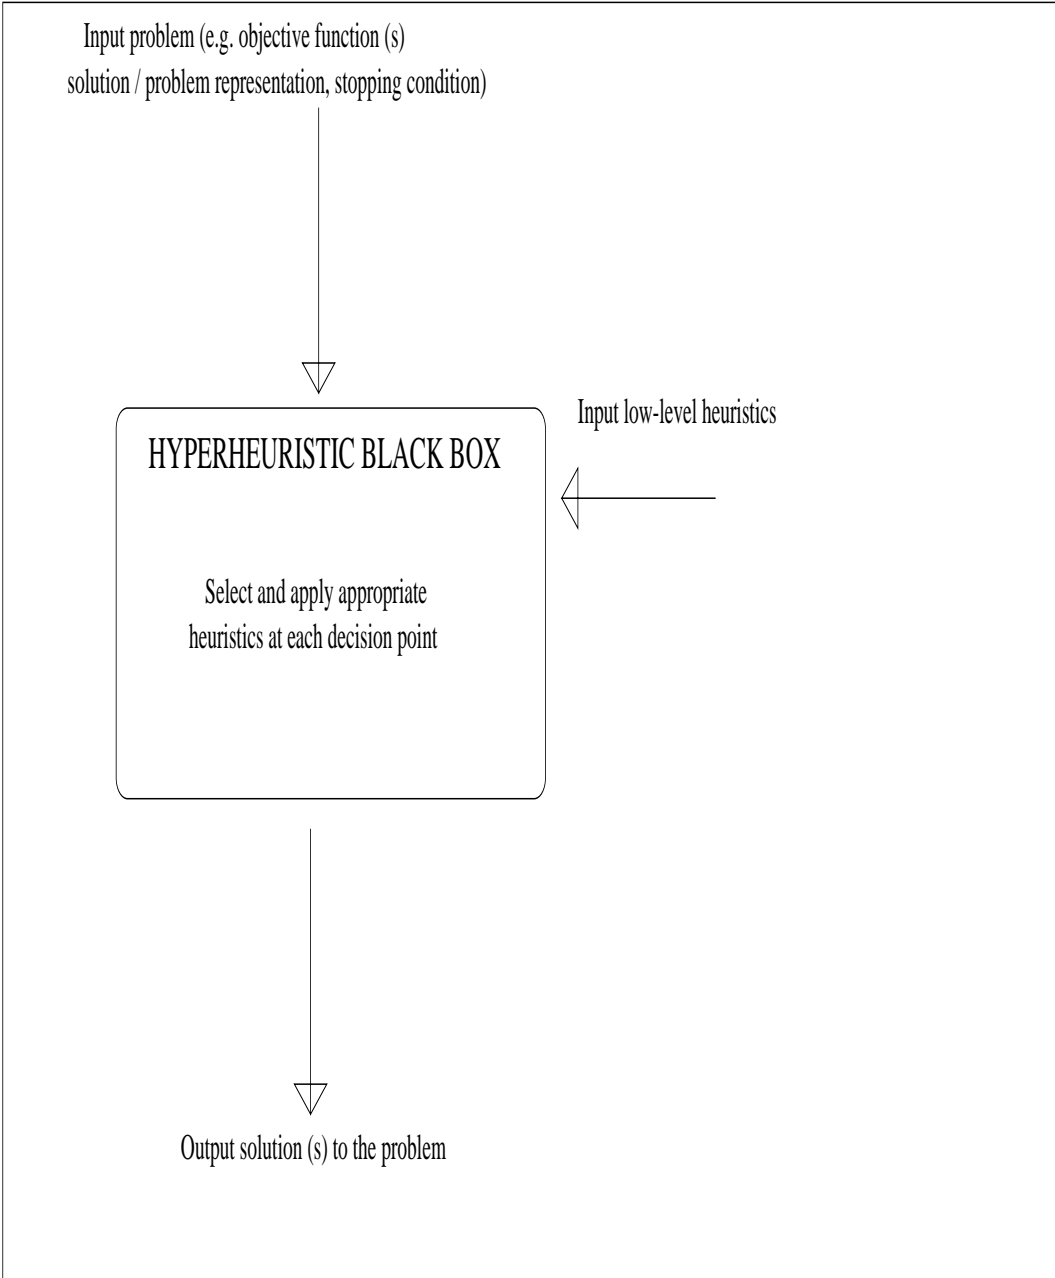 Input problem (e.g. objective function (s)
solution / problem representation, stopping condition)
Input low-level heuristics
HYPERHEURISTIC BLACK BOX
Select and apply appropriate
heuristics at each decision point
Output solution (s) to the problem